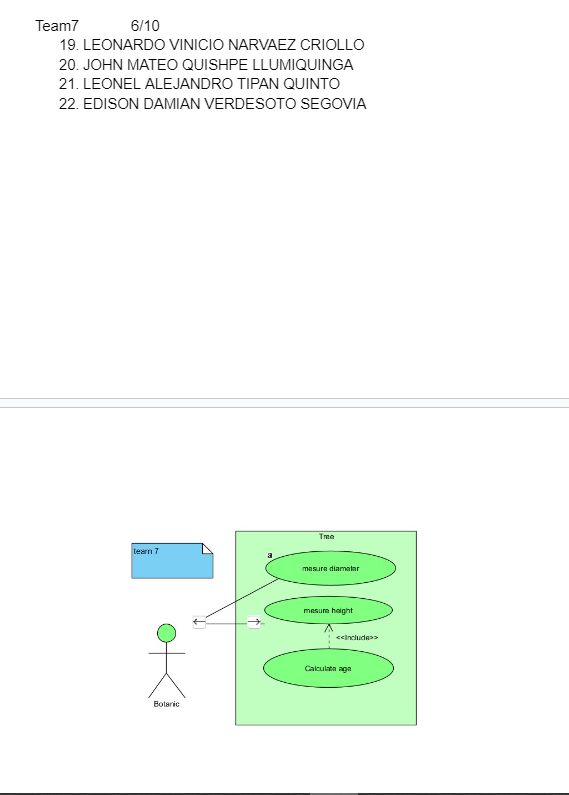 Team7 6/10
19. LEONARDO VINICIO NARVAEZ CRIOLLO
20. JOHN MATEO QUISHPE LLUMIQUINGA
21. LEONEL ALEJANDRO TIPAN QUINTO
22. EDISON DAMIAN VERDESOTO SEGOVIA
Tree
team 7
a
mesure diameter
mesure height
<<Include>>
Calculate age
Botanic